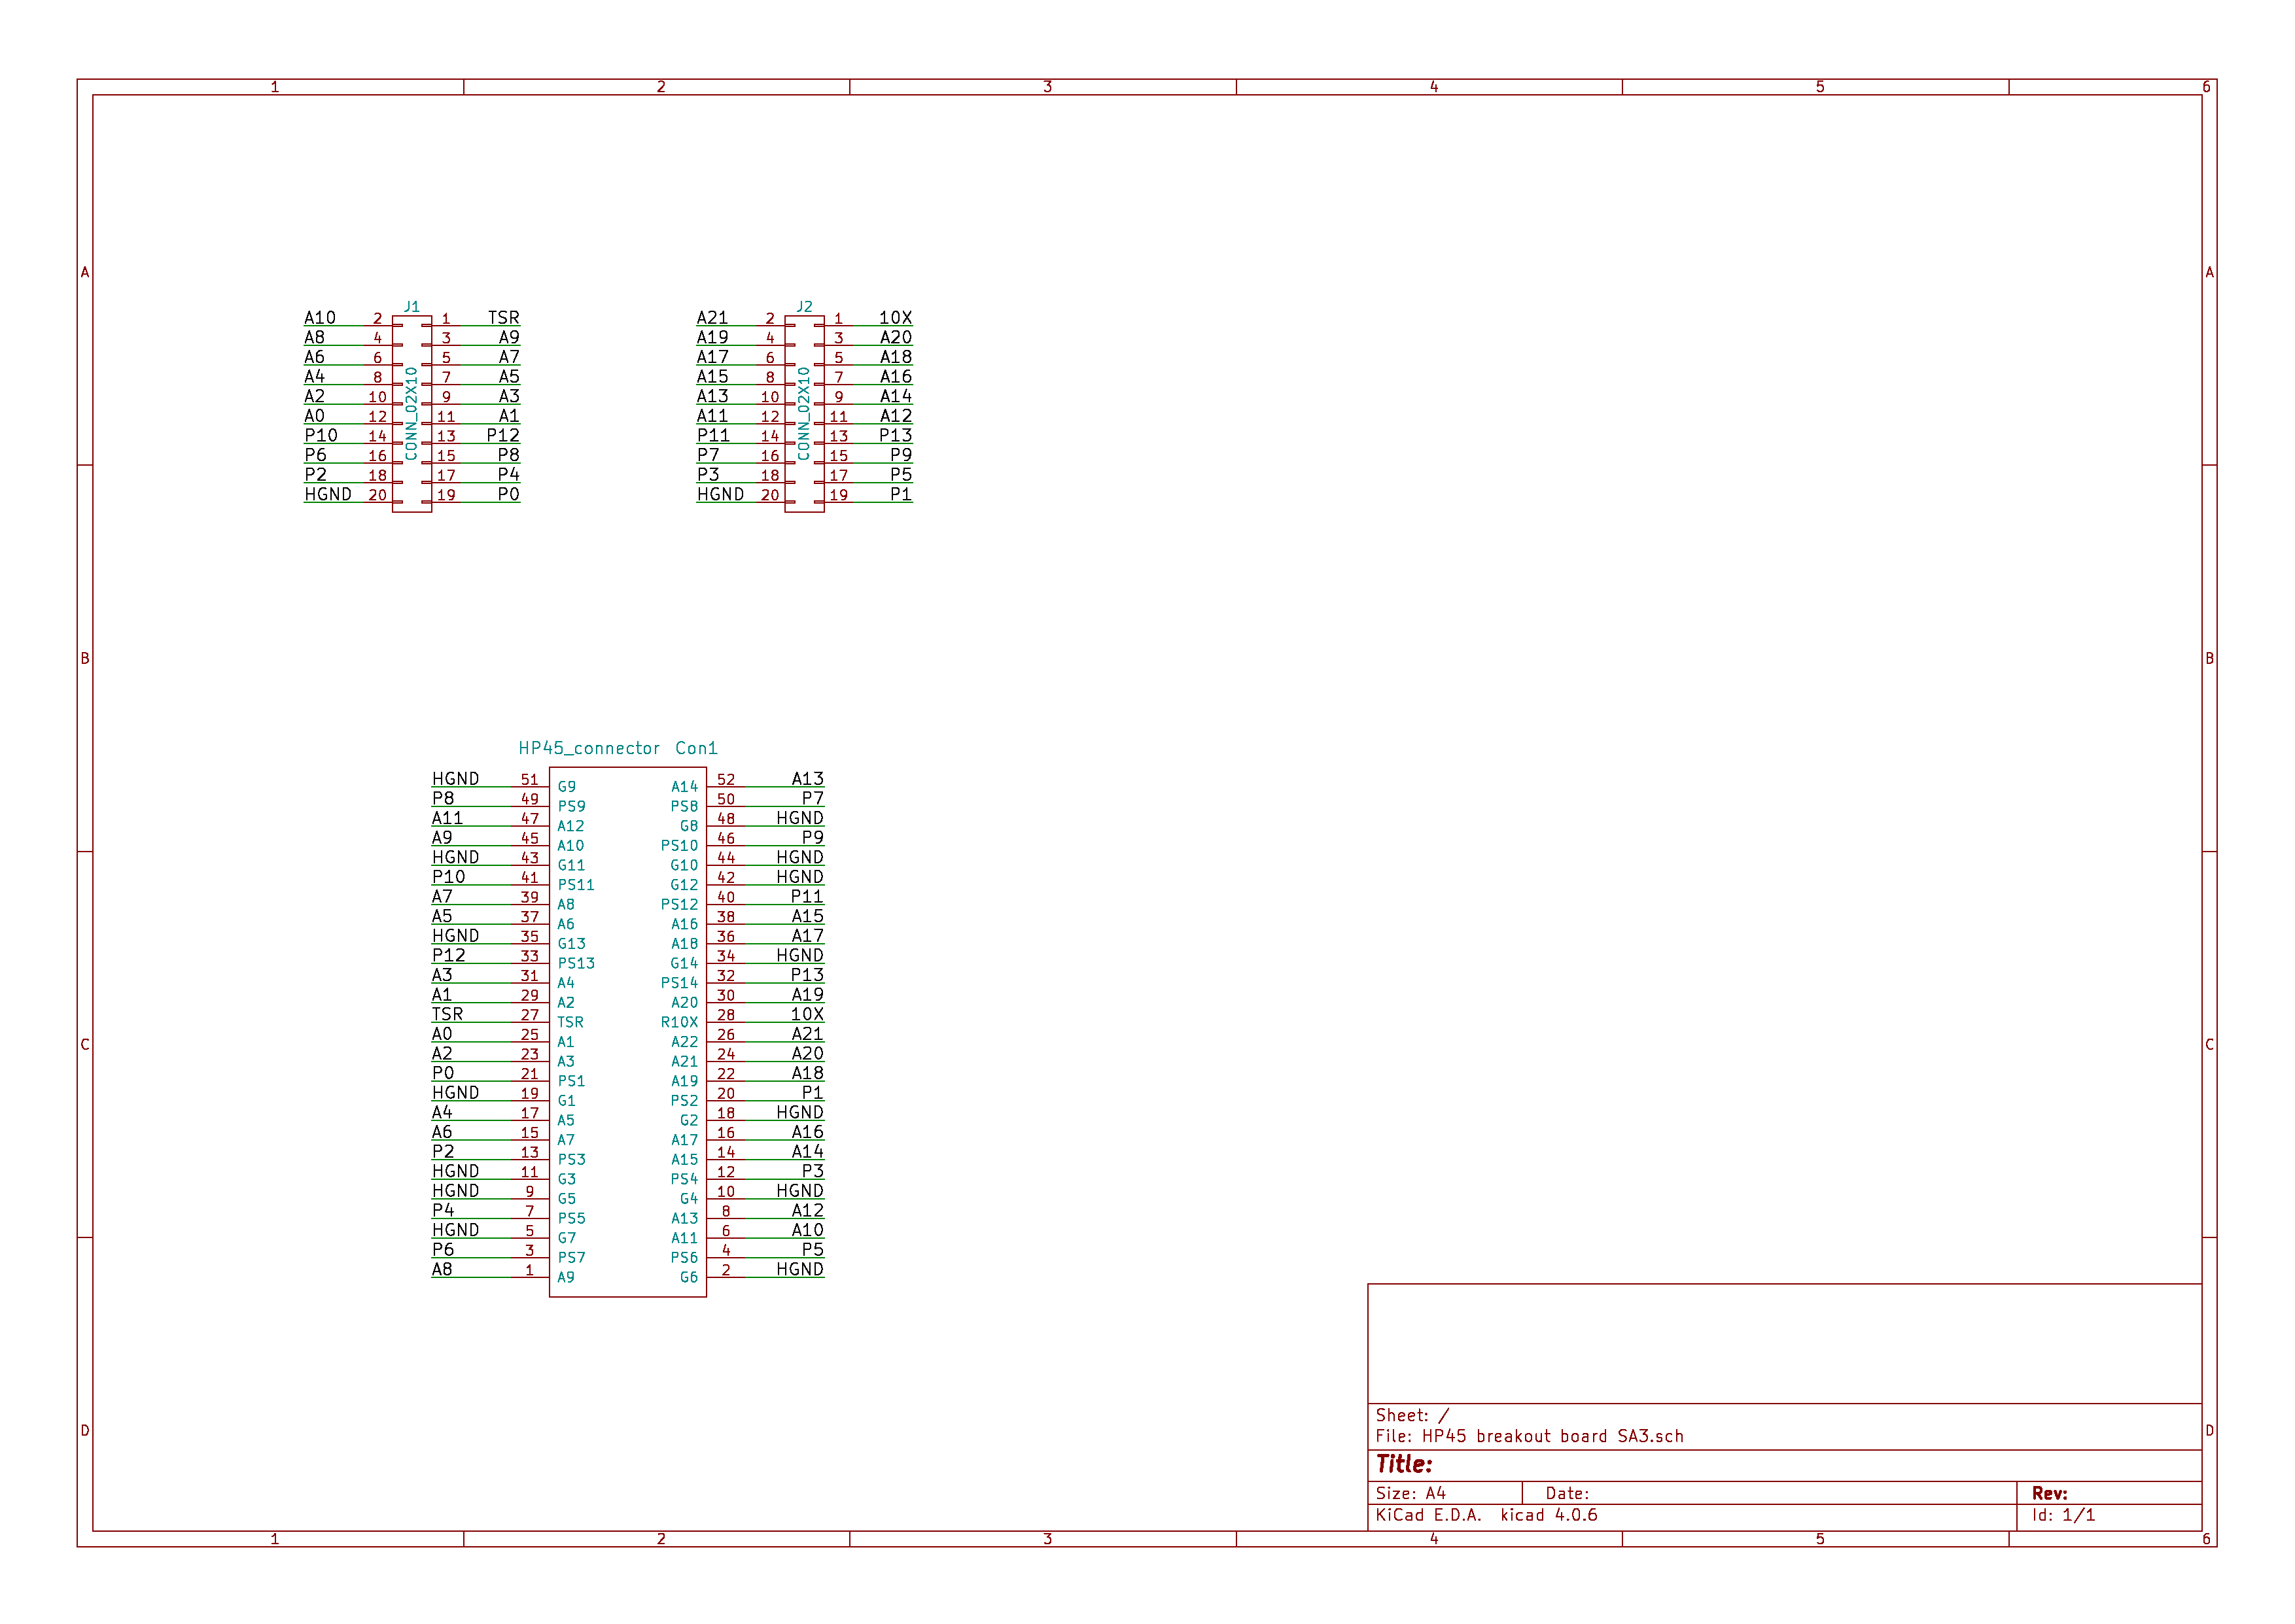 1 2 3 4 5 6
A A
J1 J2
A10 2 1 TSR A21 2 1 10X
A8 4 3 A9 A19 4 3 A20
A6 6 5 A7 A17 6 5 A18
A4 8 7 A5 A15 8 7 A16
A2 10 9 A3 A13 10 9 A14
A0 12 11 A1 A11 12 11 A12
P10 14 13 P12 P11 14 13 P13
P6 16 15 P8 P7 16 15 P9
P2 18 17 P4 P3 18 17 P5
HGND 20 19 P0 HGND 20 19 P1
CONN_02X10 CONN_02X10
B B
HP45_connector Con1
HGND 51 G9 A14 52 A13
P8 49 PS9 PS8 50 P7
A11 47 A12 G8 48 HGND
A9 45 A10 PS10 46 P9
HGND 43 G11 G10 44 HGND
P10 41 PS11 G12 42 HGND
A7 39 A8 PS12 40 P11
A5 37 A6 A16 38 A15
HGND 35 G13 A18 36 A17
P12 33 PS13 G14 34 HGND
A3 31 A4 PS14 32 P13
A1 29 A2 A20 30 A19
TSR 27 TSR R10X 28 10X
A0 25 A1 A22 26 A21
A2 23 A3 A21 24 A20
P0 21 PS1 A19 22 A18
HGND 19 G1 PS2 20 P1
A4 17 A5 G2 18 HGND
A6 15 A7 A17 16 A16
P2 13 PS3 A15 14 A14
HGND 11 G3 PS4 12 P3
HGND 9 G5 G4 10 HGND
P4 7 PS5 A13 8 A12
HGND 5 G7 A11 6 A10
P6 3 PS7 PS6 4 P5
A8 1 A9 G6 2 HGND
C C
D D
Sheet: /
File: HP45 breakout board SA3.sch
Title:
Size: A4 Date: Rev:
KiCad E.D.A. kicad 4.0.6 Id: 1/1
1 2 3 4 5 6